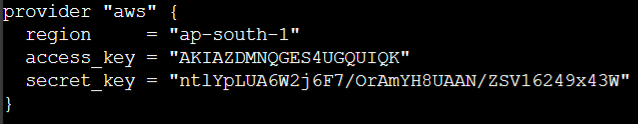 provider "aws" {
  region     = "ap-south-1"
  access_key = "AKIAZDMNQGES4UGQUIQK"
  secret_key = "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"
}